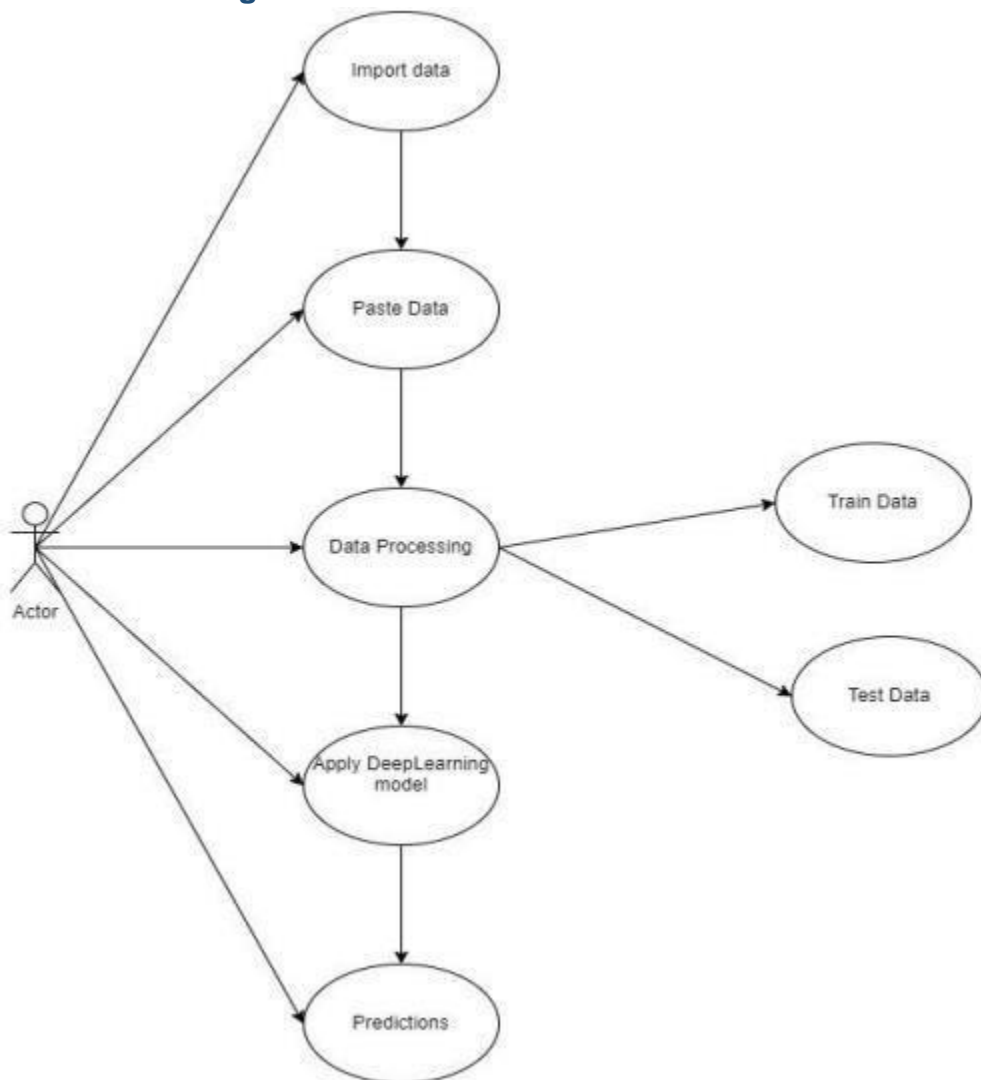 Import data
Paste Data
Train Data
Data Processing
Actor
Test Data
Apply DeepLearning
model
Predictions